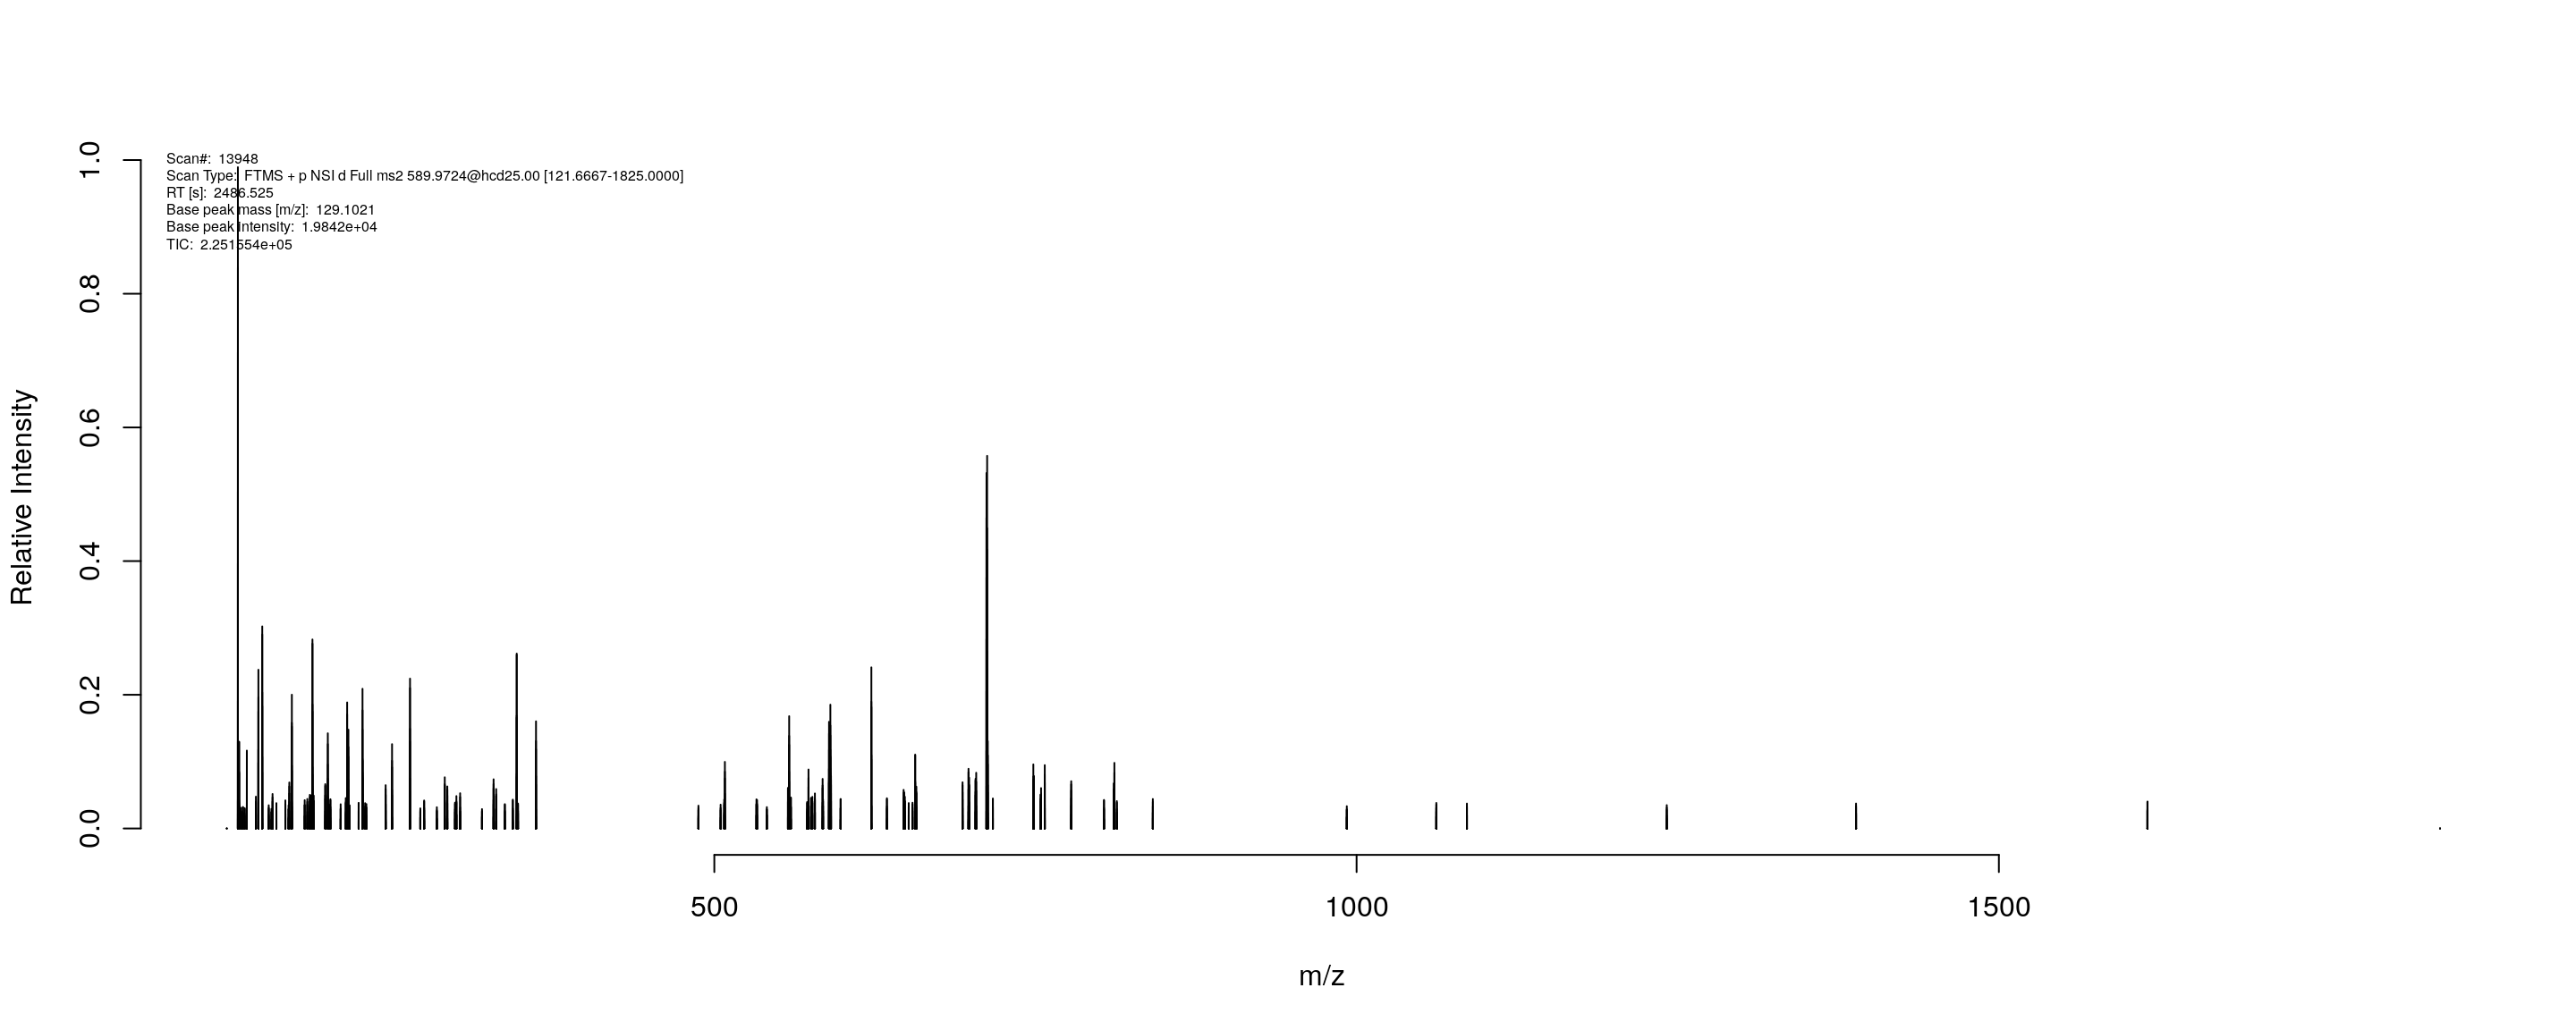 Scan#: 13948
Scan Type: FTMS + p NSI d Full ms2 589.9724@hcd25.00 [121.6667-1825.0000]
RT [s]: 2486.525
Base peak mass [m/z]: 129.1021
Base peak intensity: 1.9842e+04
TIC: 2.251554e+05
1.0
0.8
0.6
0.4
0.2
0.0
Relative Intensity
500 1000 1500
m/z